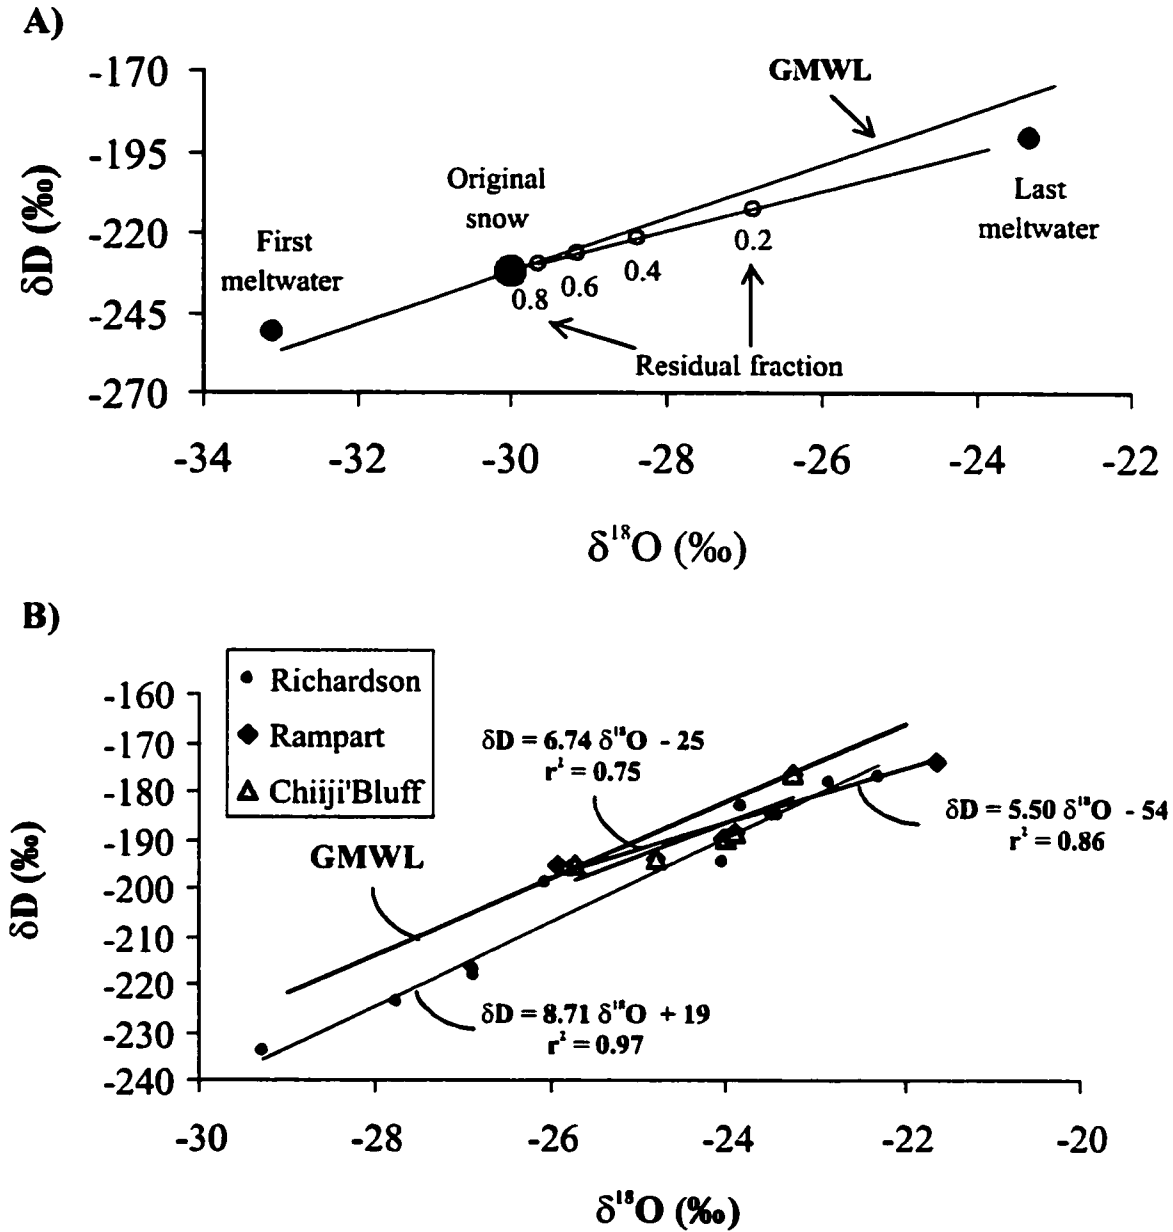 A)
-170
GMWL
-195
Original
snow
First
meltwater
Last
meltwater
-220
0.2
0.4
0.6
0.8
-245
Residual fraction
-270
δD (‰)
-34
-32
-30
-28
-26
-24
-22
δ¹⁸O (‰)
B)
Richardson
Rampart
Chiiji'Bluff
-160
-170
-180
-190
-200
-210
-220
-230
-240
δD (‰)
δD = 6.74 δ¹⁸O - 25
r² = 0.75
δD = 5.50 δ¹⁸O - 54
r² = 0.86
GMWL
δD = 8.71 δ¹⁸O + 19
r² = 0.97
-30
-28
-26
-24
-22
-20
δ¹⁸O (‰)